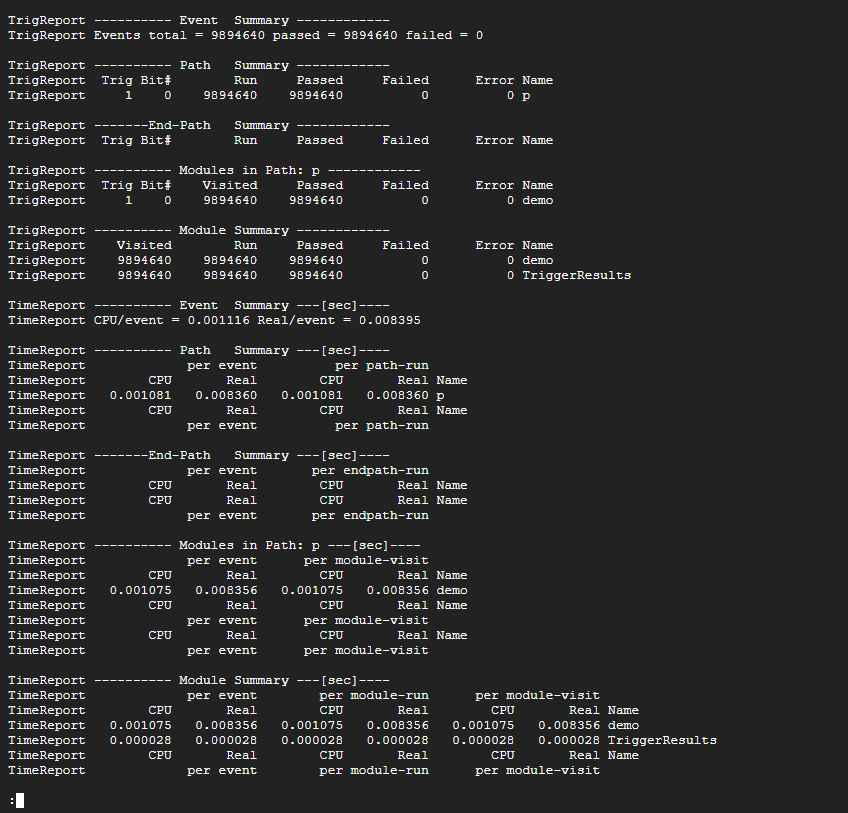 TrigReport ---------- Event  Summary ------------
TrigReport Events total = 9894640 passed = 9894640 failed = 0
TrigReport ---------- Path   Summary ------------
TrigReport  Trig Bit#        Run     Passed     Failed      Error Name
TrigReport     1    0    9894640    9894640          0          0 p
TrigReport -------End-Path   Summary ------------
TrigReport  Trig Bit#        Run     Passed     Failed      Error Name
TrigReport ---------- Modules in Path: p ------------
TrigReport  Trig Bit#    Visited     Passed     Failed      Error Name
TrigReport     1    0    9894640    9894640          0          0 demo
TrigReport ---------- Module Summary ------------
TrigReport    Visited        Run     Passed     Failed      Error Name
TrigReport    9894640    9894640    9894640          0          0 demo
TrigReport    9894640    9894640    9894640          0          0 TriggerResults
TimeReport ---------- Event  Summary ---[sec]----
TimeReport CPU/event = 0.001116 Real/event = 0.008395
TimeReport ---------- Path   Summary ---[sec]----
TimeReport             per event          per path-run
TimeReport        CPU       Real        CPU       Real Name
TimeReport   0.001081   0.008360   0.001081   0.008360 p
TimeReport        CPU       Real        CPU       Real Name
TimeReport             per event          per path-run
TimeReport -------End-Path   Summary ---[sec]----
TimeReport             per event       per endpath-run
TimeReport        CPU       Real        CPU       Real Name
TimeReport        CPU       Real        CPU       Real Name
TimeReport             per event       per endpath-run
TimeReport ---------- Modules in Path: p ---[sec]----
TimeReport             per event      per module-visit
TimeReport        CPU       Real        CPU       Real Name
TimeReport   0.001075   0.008356   0.001075   0.008356 demo
TimeReport        CPU       Real        CPU       Real Name
TimeReport             per event      per module-visit
TimeReport        CPU       Real        CPU       Real Name
TimeReport             per event      per module-visit
TimeReport ---------- Module Summary ---[sec]----
TimeReport             per event        per module-run      per module-visit
TimeReport        CPU       Real        CPU       Real        CPU       Real Name
TimeReport   0.001075   0.008356   0.001075   0.008356   0.001075   0.008356 demo
TimeReport   0.000028   0.000028   0.000028   0.000028   0.000028   0.000028 TriggerResults
TimeReport        CPU       Real        CPU       Real        CPU       Real Name
TimeReport             per event        per module-run      per module-visit
: